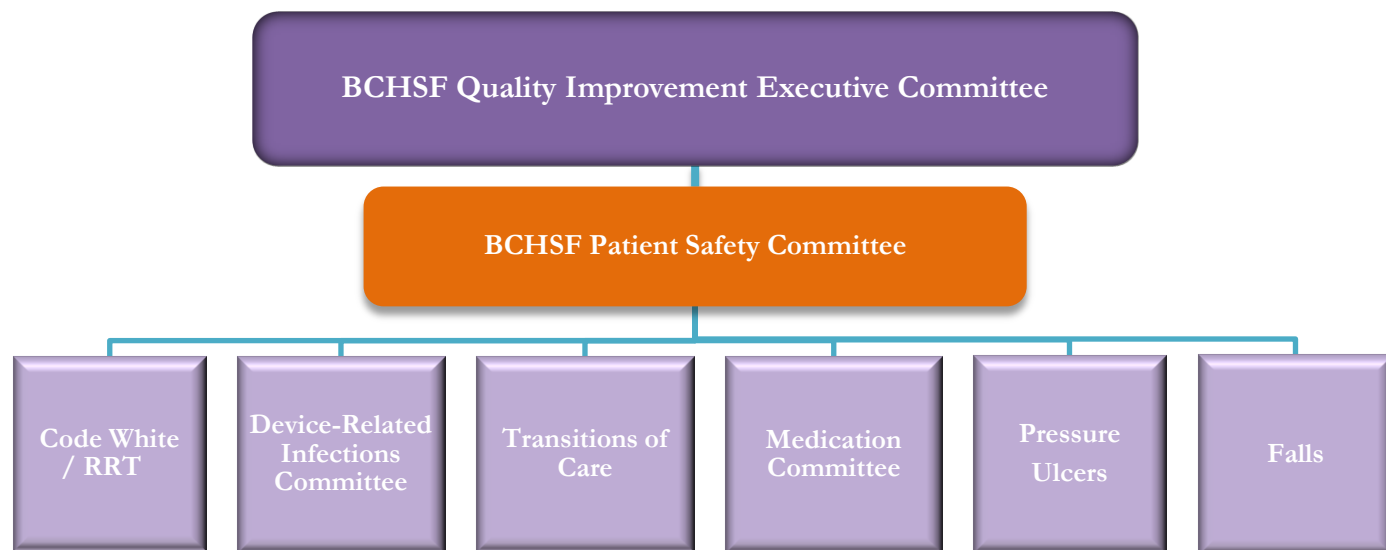 BCHSF Quality Improvement Executive Committee
BCHSF Patient Safety Committee
Code White
/ RRT
Device-Related
Infections
Committee
Transitions of
Care
Medication
Committee
Pressure
Ulcers
Falls